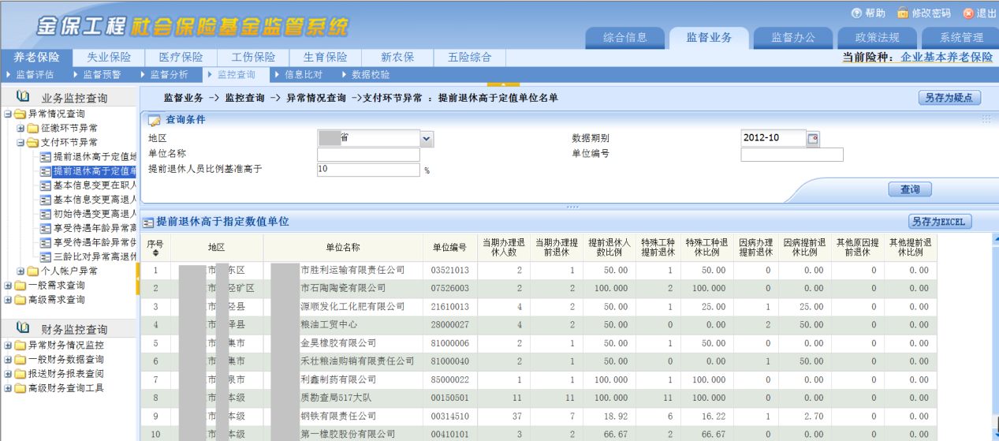 金保工程 社会保险基金监管系统
帮助 修改密码 退出
综合信息 监督业务 监督办公 政策法规 系统管理
养老保险 失业保险 医疗保险 工伤保险 生育保险 新农保 五险综合
当前险种：企业基本养老保险
监督评估 监督预警 监督分析 监控查询 信息比对 数据校验
业务监控查询
异常情况查询
征缴环节异常
支付环节异常
提前退休高于定值
提前退休高于定值单
基本信息变更在职人
基本信息变更离退人
初始待遇变更离退人
享受待遇年龄异常离
享受待遇年龄异常供
三龄比对异常离退休
个人帐户异常
一般需求查询
高级需求查询
财务监控查询
异常财务情况监控
一般财务数据查询
报送财务报表查阅
高级财务查询工具
监督业务 -> 监控查询 -> 异常情况查询 ->支付环节异常 ：提前退休高于定值单位名单
另存为疑点
查询条件
地区 省 数据期别 2012-10
单位名称 单位编号
提前退休人员比例基准高于 10 %
查询
提前退休高于指定数值单位
另存为EXCEL
序号 地区 单位名称 单位编号 当期办理退休人数 当期办理提前退休 提前退休人数比例 特殊工种提前退休 特殊工种退休比例 因病办理提前退休 因病提前退休比例 其他原因提前退休 其他提前退休比例
1 市 东区 市胜利运输有限责任公司 03521013 2 1 50.00 1 50.00 0 0.00 0 0.00
2 市 泾矿区 市石陶陶瓷有限公司 07526003 2 2 100.000 2 100.000 0 0.00 0 0.00
3 市 泾县 源顺发化工化肥有限公司 21610013 4 2 50.00 1 25.00 1 25.00 0 0.00
4 市 泽县 粮油工贸中心 28000027 4 2 50.00 0 0.00 2 50.00 0 0.00
5 市 集市 金昊橡胶有限公司 81000006 2 1 50.00 1 50.00 0 0.00 0 0.00
6 市 集市 禾壮粮油购销有限责任公司 81000040 2 1 50.00 0 0.00 1 50.00 0 0.00
7 市 泉市 利鑫制药有限公司 85000022 1 1 100.000 1 100.000 0 0.00 0 0.00
8 市 本级 质勘查局517大队 00150501 11 11 100.000 11 100.000 0 0.00 0 0.00
9 市 本级 钢铁有限责任公司 00314510 37 7 18.92 6 16.22 1 2.70 0 0.00
10 市 本级 第一橡胶股份有限公司 00410101 3 2 66.67 2 66.67 0 0.00 0 0.00